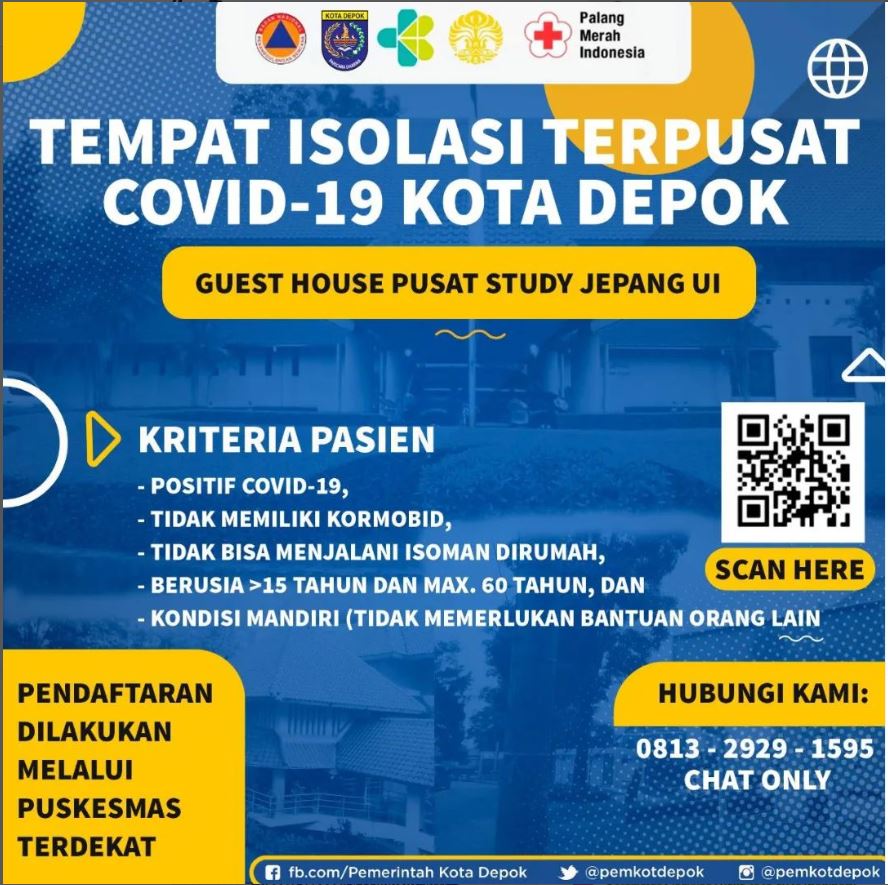 Palang
Merah
Indonesia
KOTA DEPOK
TEMPAT ISOLASI TERPUSAT
COVID-19 KOTA DEPOK
GUEST HOUSE PUSAT STUDY JEPANG UI
KRITERIA PASIEN
- POSITIF COVID-19,
- TIDAK MEMILIKI KORMOBID,
- TIDAK BISA MENJALANI ISOMAN DIRUMAH,
- BERUSIA >15 TAHUN DAN MAX. 60 TAHUN, DAN
- KONDISI MANDIRI (TIDAK MEMERLUKAN BANTUAN ORANG LAIN
SCAN HERE
PENDAFTARAN
DILAKUKAN
MELALUI
PUSKESMAS
TERDEKAT
HUBUNGI KAMI:
0813 - 2929 - 1595
CHAT ONLY
fb.com/Pemerintah Kota Depok @pemkotdepok @pemkotdepok